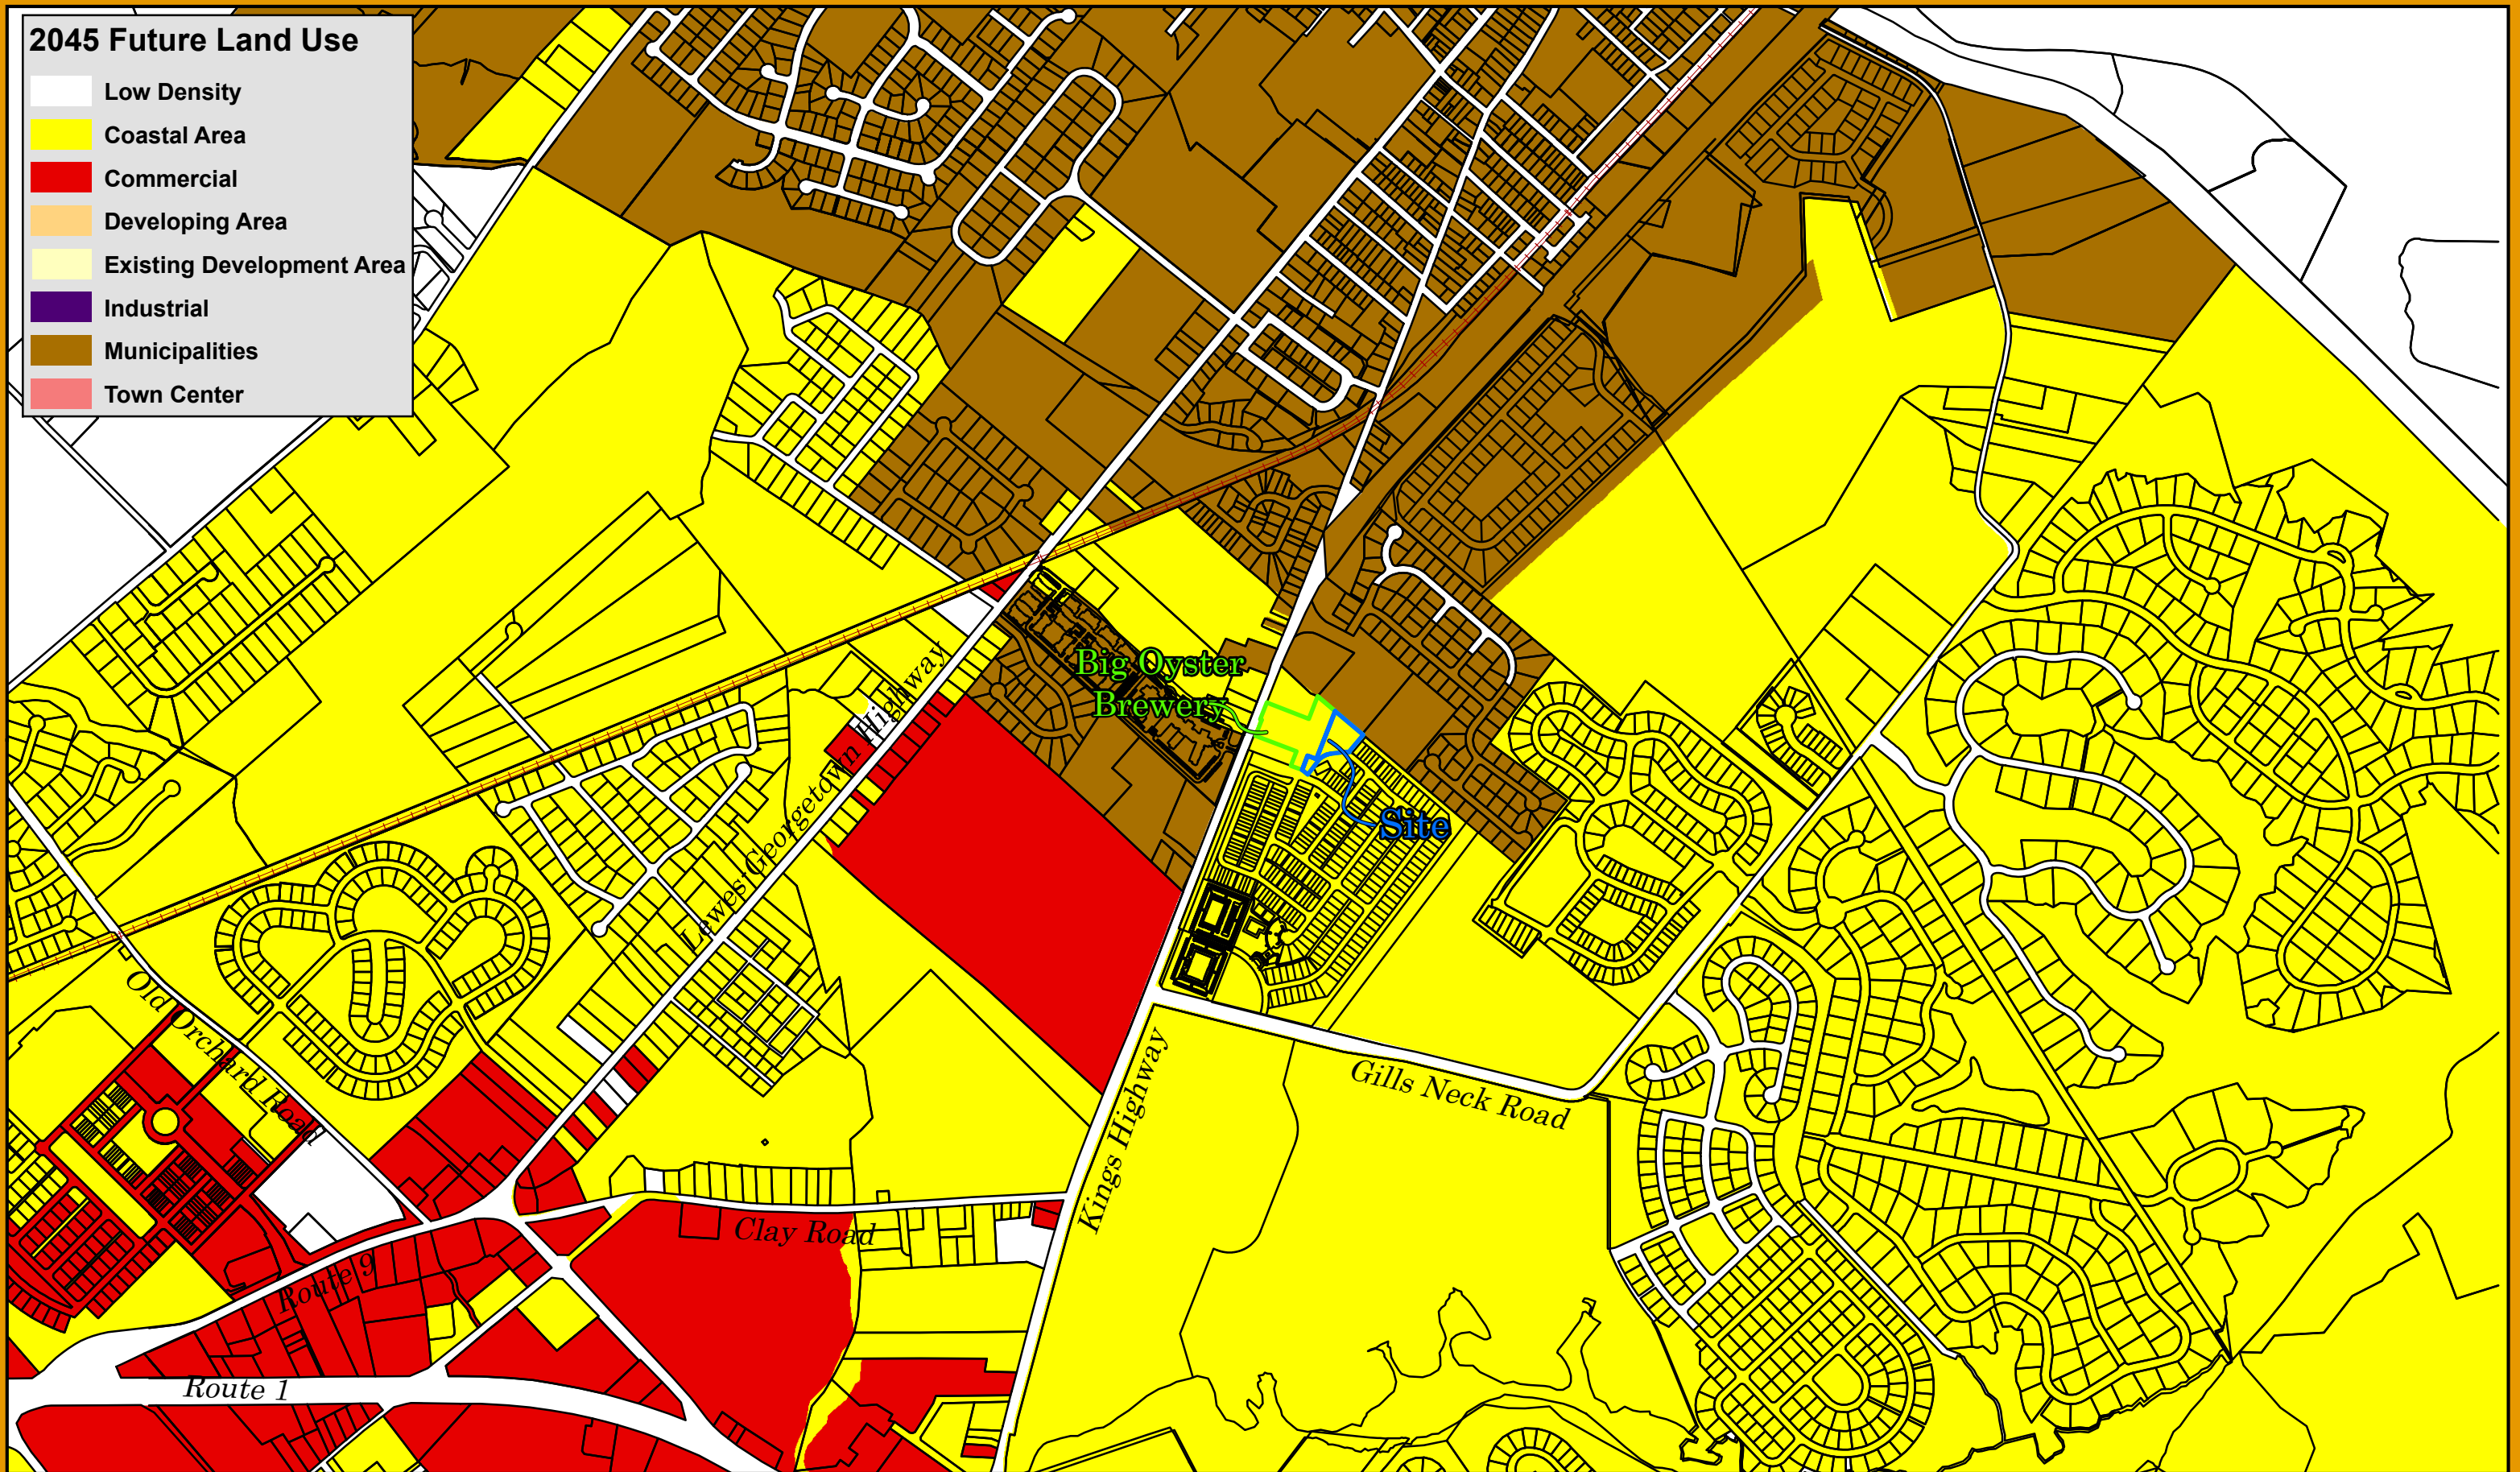 2045 Future Land Use
Low Density
Coastal Area
Commercial
Developing Area
Existing Development Area
Industrial
Municipalities
Town Center
Big Oyster
Brewery
Site
Lewes Georgetown Highway
Old Orchard Road
Kings Highway
Gills Neck Road
Clay Road
Route 9
Route 1